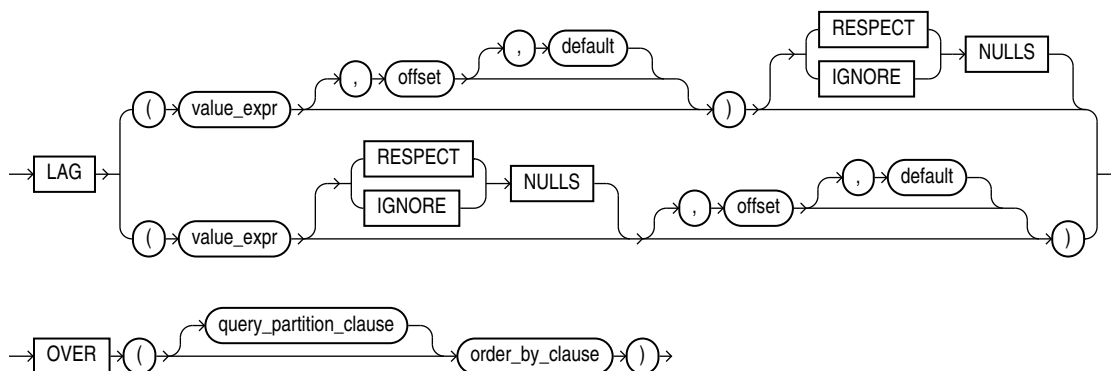 , default
, offset
RESPECT
IGNORE
NULLS
( value_expr )
LAG
RESPECT
IGNORE
NULLS
, default
, offset
( value_expr )
OVER ( query_partition_clause order_by_clause )